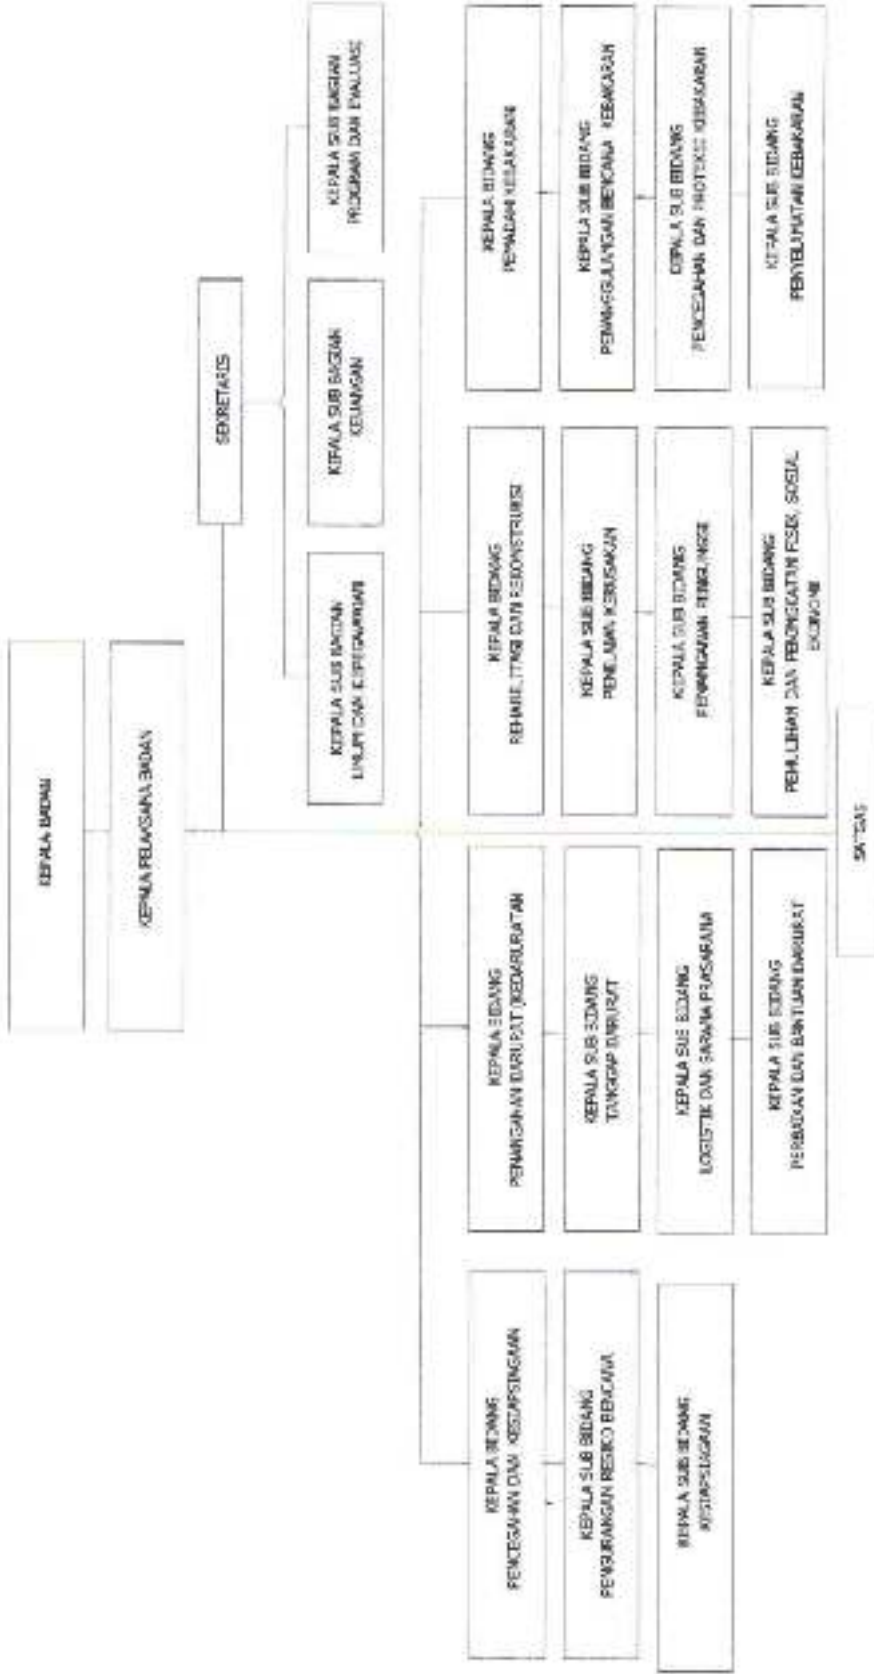 KEPALA BADAN
KEPALA PELAKSANA BADAN
SEKRETARIS
KEPALA SUB BAGIAN
UMUM DAN KEPEGAWAIAN
KEPALA SUB BAGIAN
KEUANGAN
KEPALA SUB BAGIAN
PROGRAM DAN EVALUASI
KEPALA BIDANG
PENCEGAHAN DAN KESIAPSIAGAAN
KEPALA SUB BIDANG
PENGURANGAN RESIKO BENCANA
KEPALA SUB BIDANG
KESIAPSIAGAAN
KEPALA BIDANG
PENANGANAN DARURAT (KEDARURATAN
KEPALA SUB BIDANG
TANGGAP DARURAT
KEPALA SUB BIDANG
LOGISTIK DAN SARANA PRASARANA
KEPALA SUB BIDANG
PERBAIKAN DAN BANTUAN DARURAT
KEPALA BIDANG
REHABILITASI DAN REKONSTRUKSI
KEPALA SUB BIDANG
PENILAIAN KERUSAKAN
KEPALA SUB BIDANG
PENANGANAN PENGUNGSI
KEPALA SUB BIDANG
PEMULIHAN DAN PENINGKATAN FISIK, SOSIAL
EKONOMI
KEPALA BIDANG
PEMADAM KEBAKARAN
KEPALA SUB BIDANG
PENANGGULANGAN BENCANA KEBAKARAN
KEPALA SUB BIDANG
PENCEGAHAN DAN PROTEKSI KEBAKARAN
KEPALA SUB BIDANG
PENYELAMATAN KEBAKARAN
SATGAS